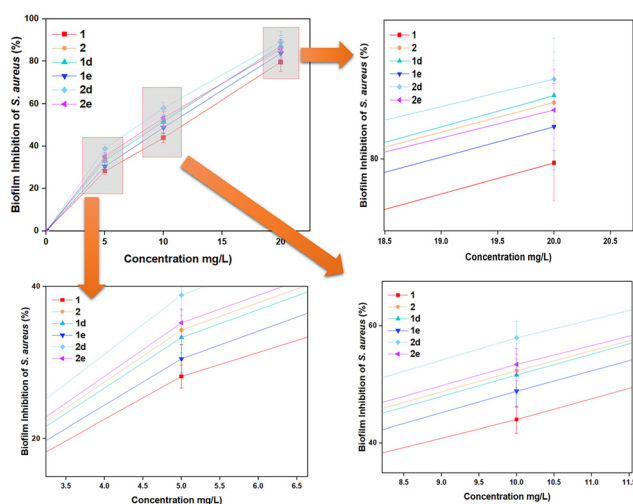 Biofilm Inhibition of S. aureus (%)
100
80
60
40
20
0
1
2
1d
1e
2d
2e
0
5
10
15
20
Concentration mg/L)
Biofilm Inhibition of S. aureus (%)
80
1
2
1d
1e
2d
2e
18.5
19.0
19.5
20.0
20.5
Concentration mg/L)
Biofilm Inhibition of S. aureus (%)
40
20
1
2
1d
1e
2d
2e
3.5
4.0
4.5
5.0
5.5
6.0
6.5
Concentration mg/L)
Biofilm Inhibition of S. aureus (%)
60
40
1
2
1d
1e
2d
2e
8.5
9.0
9.5
10.0
10.5
11.0
11.5
Concentration mg/L)